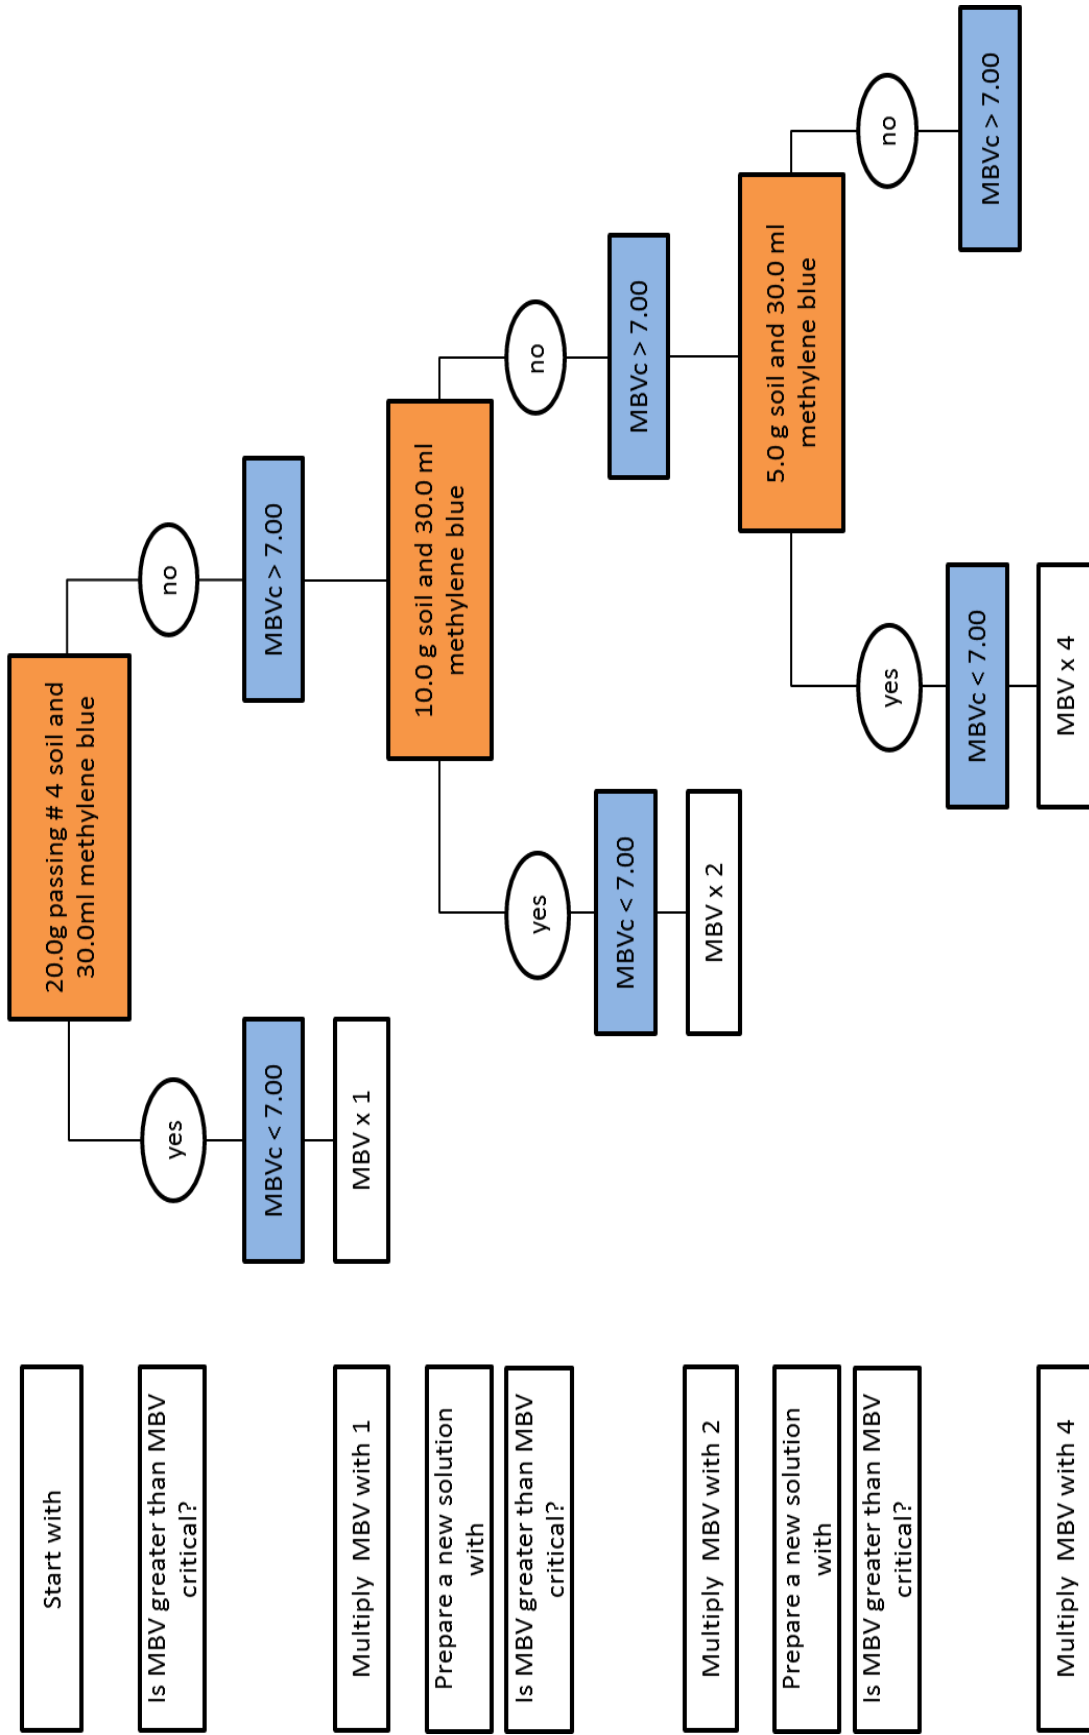 Start with
20.0g passing # 4 soil and
30.0ml methylene blue
Is MBV greater than MBV
critical?
yes
no
MBVc < 7.00
MBVc > 7.00
Multiply MBV with 1
MBV x 1
Prepare a new solution
with
10.0 g soil and 30.0 ml
methylene blue
Is MBV greater than MBV
critical?
yes
no
MBVc < 7.00
MBVc > 7.00
Multiply MBV with 2
MBV x 2
Prepare a new solution
with
5.0 g soil and 30.0 ml
methylene blue
Is MBV greater than MBV
critical?
yes
no
MBVc < 7.00
MBVc > 7.00
Multiply MBV with 4
MBV x 4